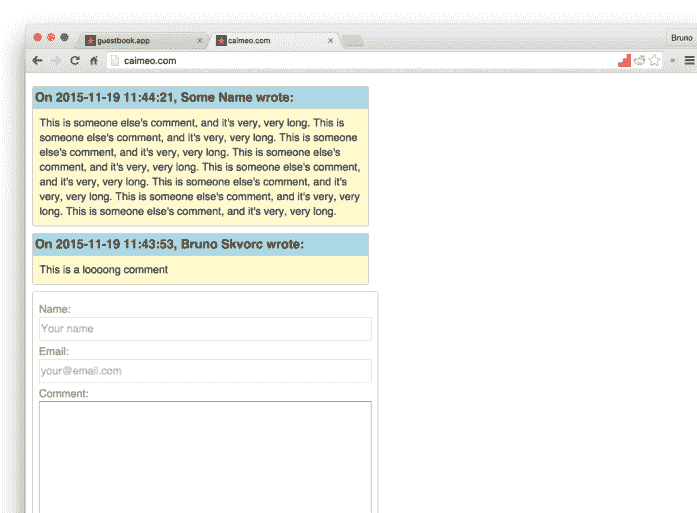 guestbook.app
caimeo.com
Bruno
caimeo.com
On 2015-11-19 11:44:21, Some Name wrote:
This is someone else's comment, and it's very, very long. This is
someone else's comment, and it's very, very long. This is someone
else's comment, and it's very, very long. This is someone else's
comment, and it's very, very long. This is someone else's comment,
and it's very, very long. This is someone else's comment, and it's
very, very long. This is someone else's comment, and it's very, very
long. This is someone else's comment, and it's very, very long.
On 2015-11-19 11:43:53, Bruno Skvorc wrote:
This is a loooong comment
Name:
Your name
Email:
your@email.com
Comment: